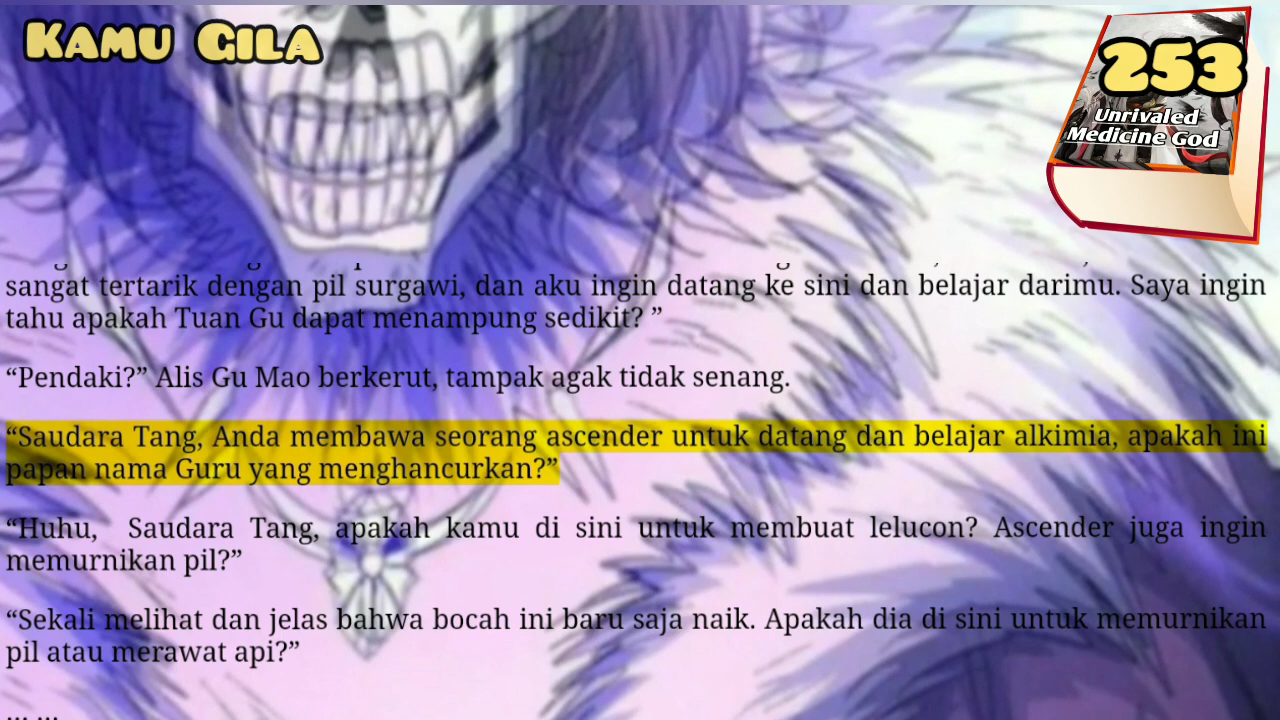 KAMU GILA
253
Unrivaled
Medicine God
sangat tertarik dengan pil surgawi, dan aku ingin datang ke sini dan belajar darimu. Saya ingin
tahu apakah Tuan Gu dapat menampung sedikit? ”
“Pendaki?” Alis Gu Mao berkerut, tampak agak tidak senang.
“Saudara Tang, Anda membawa seorang ascender untuk datang dan belajar alkimia, apakah ini
papan nama Guru yang menghancurkan?”
“Huhu,  Saudara Tang, apakah kamu di sini untuk membuat lelucon? Ascender juga ingin
memurnikan pil?”
“Sekali melihat dan jelas bahwa bocah ini baru saja naik. Apakah dia di sini untuk memurnikan
pil atau merawat api?”
... ...